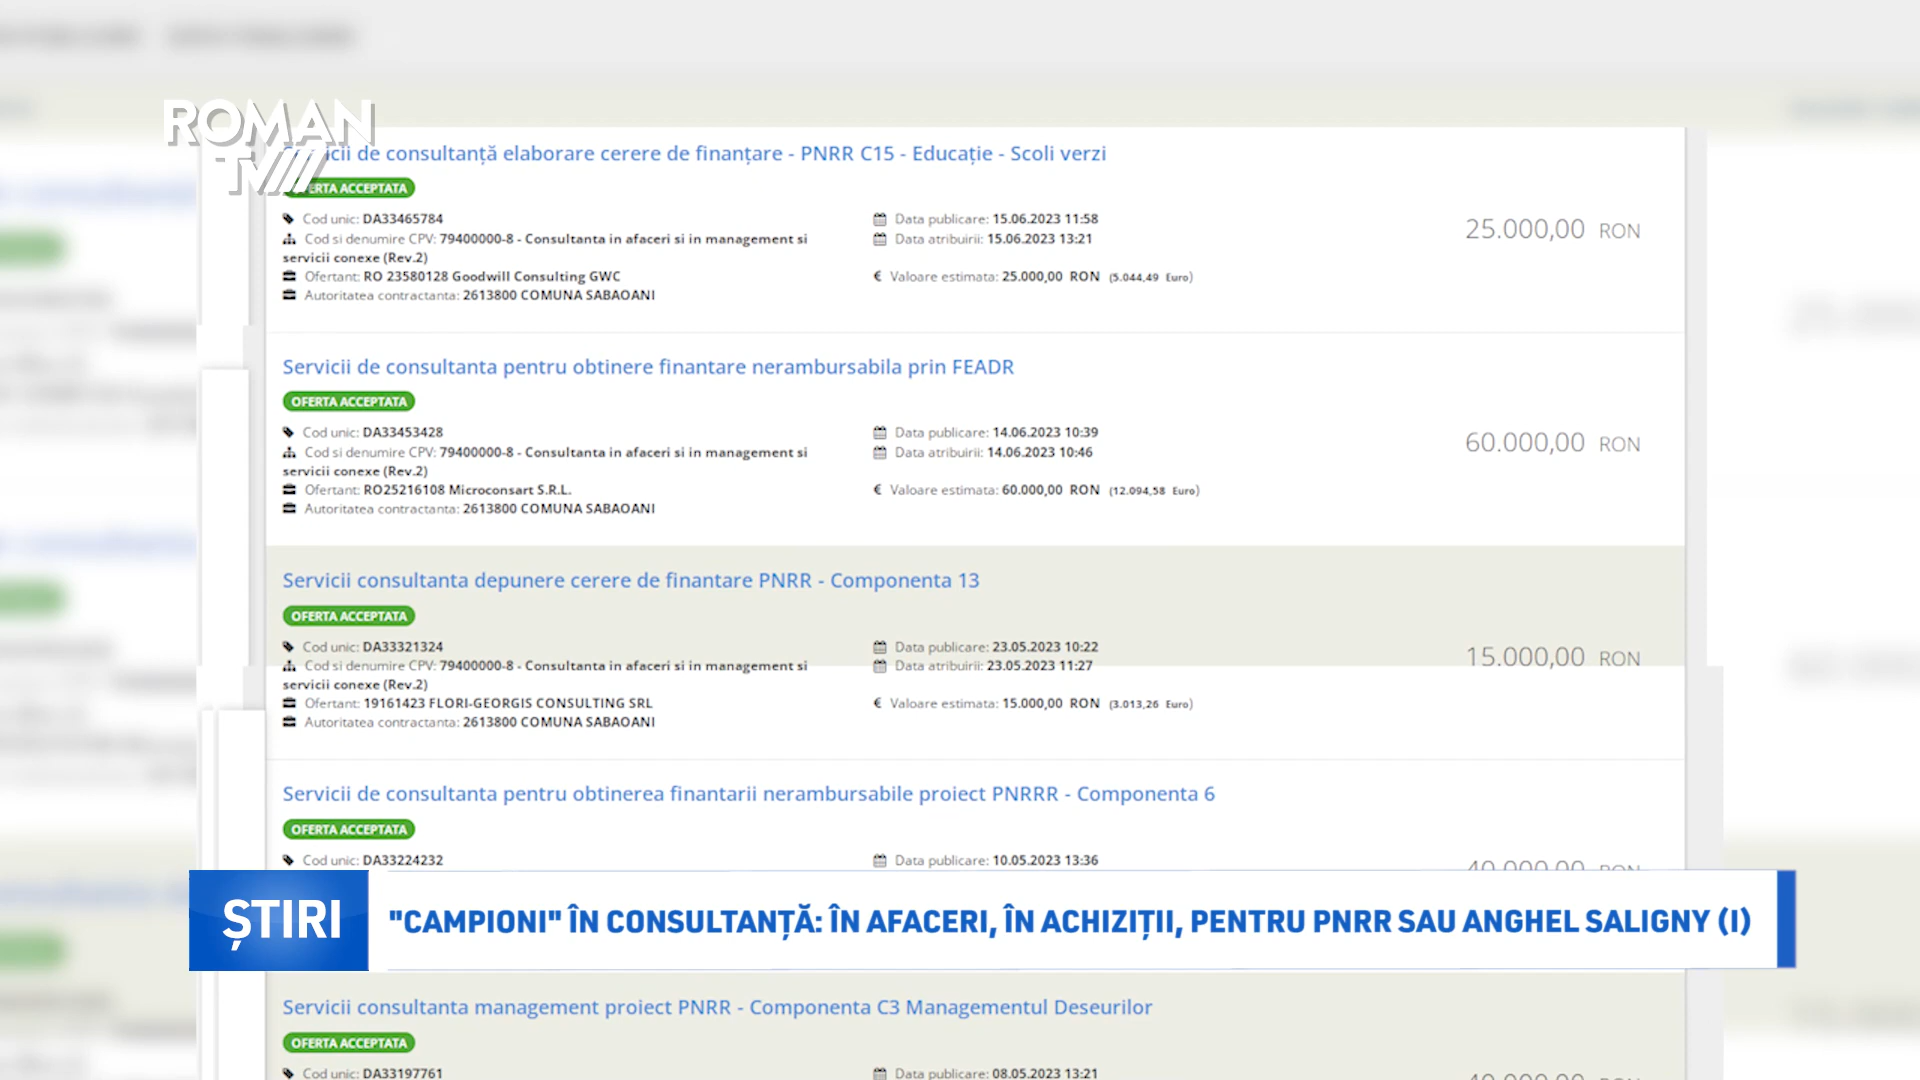 ROMAN
TV
de consultanță elaborare cerere de finanțare - PNRR C15 - Educație - Scoli verzi
OFERTA ACCEPTATA
Cod unic: DA33465784
Data publicare: 15.06.2023 11:58
25.000,00 RON
Cod si denumire CPV: 79400000-8 - Consultanta in afaceri si in management si
Data atribuirii: 15.06.2023 13:21
servicii conexe (Rev.2)
Ofertant: RO 23580128 Goodwill Consulting GWC
€ Valoare estimata: 25.000,00 RON (5.044,49 Euro)
Autoritatea contractanta: 2613800 COMUNA SABAOANI
Servicii de consultanta pentru obtinere finantare nerambursabila prin FEADR
OFERTA ACCEPTATA
Cod unic: DA33453428
Data publicare: 14.06.2023 10:39
60.000,00 RON
Cod si denumire CPV: 79400000-8 - Consultanta in afaceri si in management si
Data atribuirii: 14.06.2023 10:46
servicii conexe (Rev.2)
Ofertant: RO25216108 Microconsart S.R.L.
€ Valoare estimata: 60.000,00 RON (12.094,58 Euro)
Autoritatea contractanta: 2613800 COMUNA SABAOANI
Servicii consultanta depunere cerere de finantare PNRR - Componenta 13
OFERTA ACCEPTATA
Cod unic: DA33321324
Data publicare: 23.05.2023 10:22
15.000,00 RON
Cod si denumire CPV: 79400000-8 - Consultanta in afaceri si in management si
Data atribuirii: 23.05.2023 11:27
servicii conexe (Rev.2)
Ofertant: 19161423 FLORI-GEORGIS CONSULTING SRL
€ Valoare estimata: 15.000,00 RON (3.013,26 Euro)
Autoritatea contractanta: 2613800 COMUNA SABAOANI
Servicii de consultanta pentru obtinerea finantarii nerambursabile proiect PNRRR - Componenta 6
OFERTA ACCEPTATA
Cod unic: DA33224232
Data publicare: 10.05.2023 13:36
40.000,00 RON
ȘTIRI
"CAMPIONI" ÎN CONSULTANȚĂ: ÎN AFACERI, ÎN ACHIZIȚII, PENTRU PNRR SAU ANGHEL SALIGNY (I)
Servicii consultanta management proiect PNRR - Componenta C3 Managementul Deseurilor
OFERTA ACCEPTATA
Cod unic: DA33197761
Data publicare: 08.05.2023 13:21